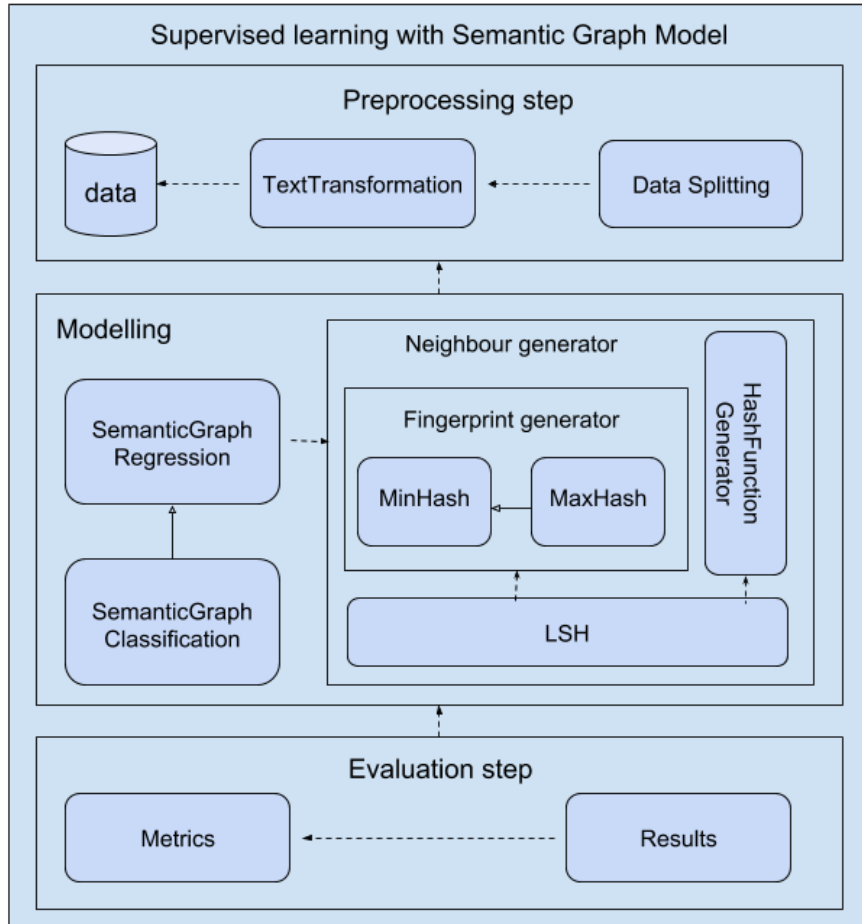 Supervised learning with Semantic Graph Model
Preprocessing step
data
TextTransformation
Data Splitting
Modelling
Neighbour generator
HashFunction
Generator
SemanticGraph
Regression
Fingerprint generator
MinHash
MaxHash
SemanticGraph
Classification
LSH
Evaluation step
Metrics
Results